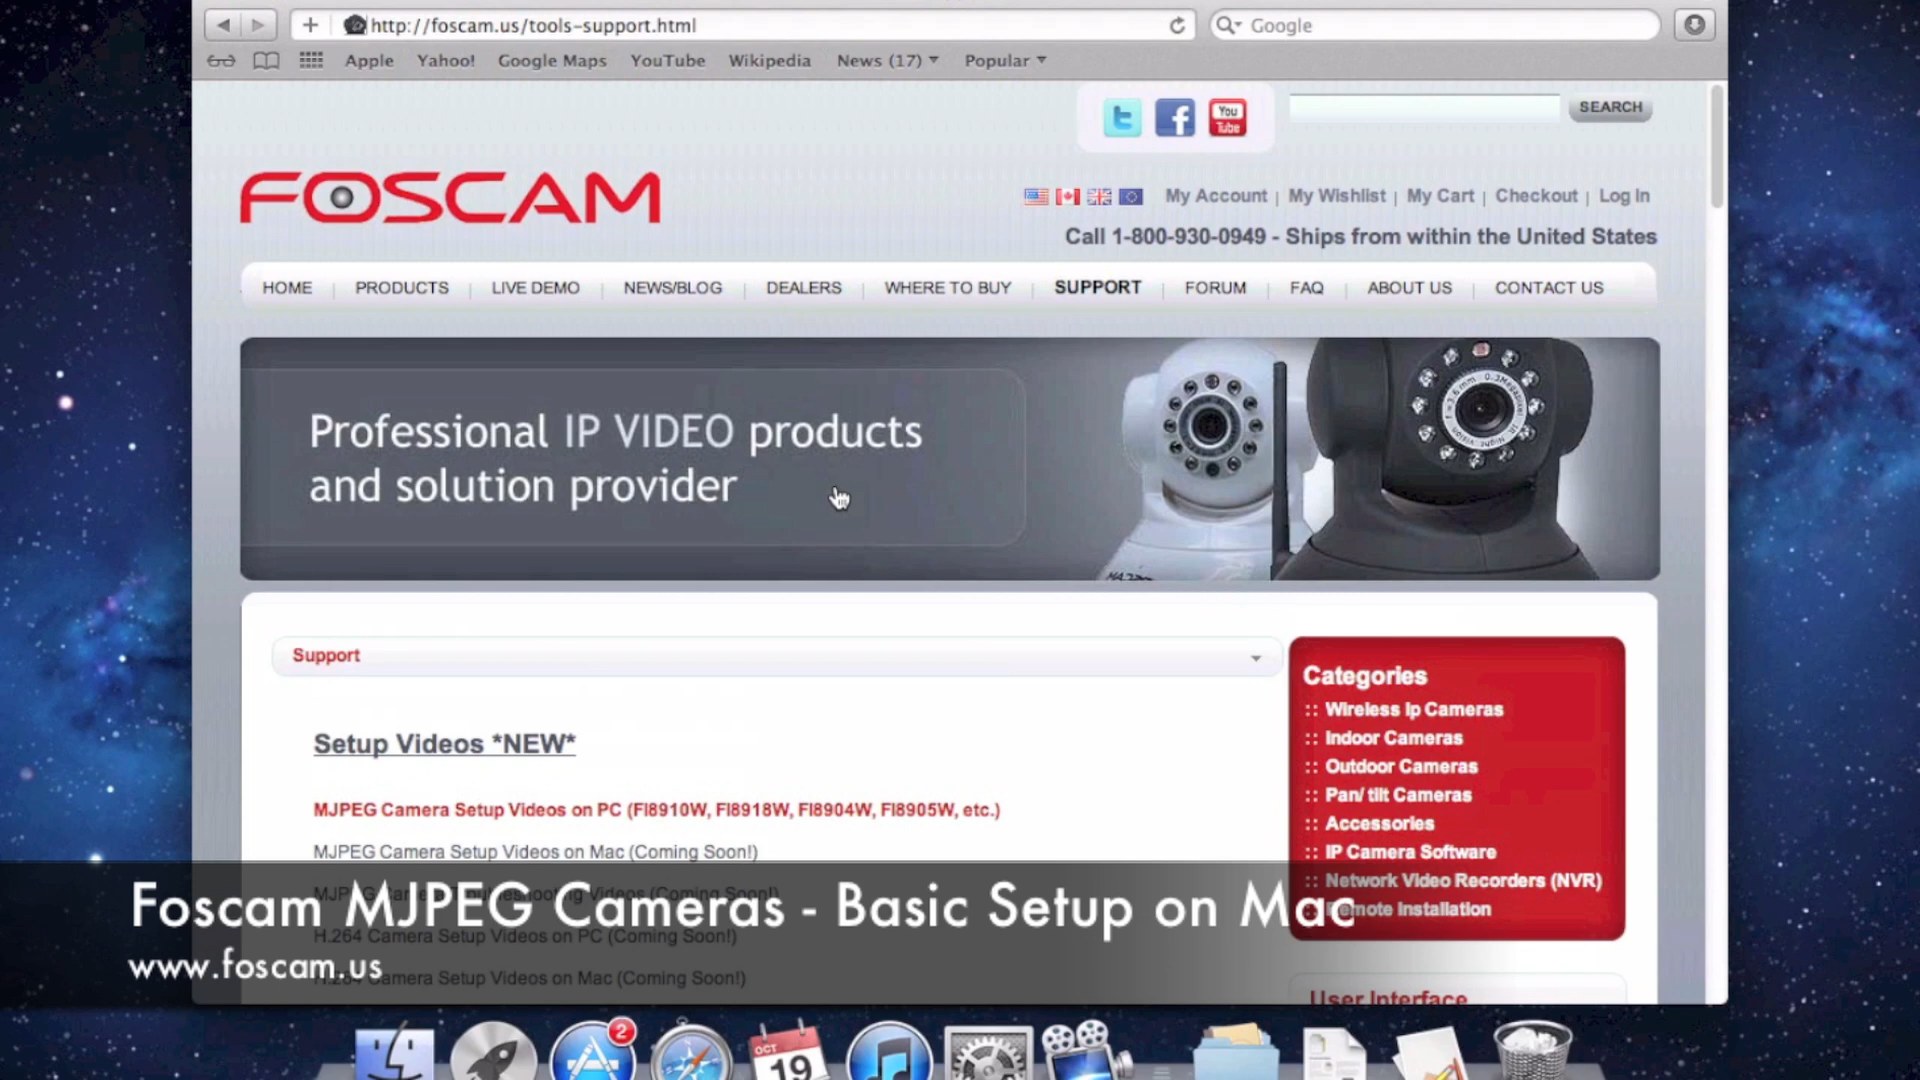 http://foscam.us/tools-support.html
Google
Apple Yahoo! Google Maps YouTube Wikipedia News (17) Popular
You Tube
SEARCH
FOSCAM
My Account | My Wishlist | My Cart | Checkout | Log In
Call 1-800-930-0949 - Ships from within the United States
HOME | PRODUCTS | LIVE DEMO | NEWS/BLOG | DEALERS | WHERE TO BUY | SUPPORT | FORUM | FAQ | ABOUT US | CONTACT US
Professional IP VIDEO products
and solution provider
Support
Setup Videos *NEW*
MJPEG Camera Setup Videos on PC (FI8910W, FI8918W, FI8904W, FI8905W, etc.)
MJPEG Camera Setup Videos on Mac (Coming Soon!)
H.264 Camera Setup Videos on PC (Coming Soon!)
Camera Setup Videos on Mac (Coming Soon!)
Categories
:: Wireless Ip Cameras
:: Indoor Cameras
:: Outdoor Cameras
:: Pan/ tilt Cameras
:: Accessories
:: IP Camera Software
:: Network Video Recorders (NVR)
Installation
User Interface
Foscam MJPEG Cameras - Basic Setup on Mac
www.foscam.us
2
OCT
19